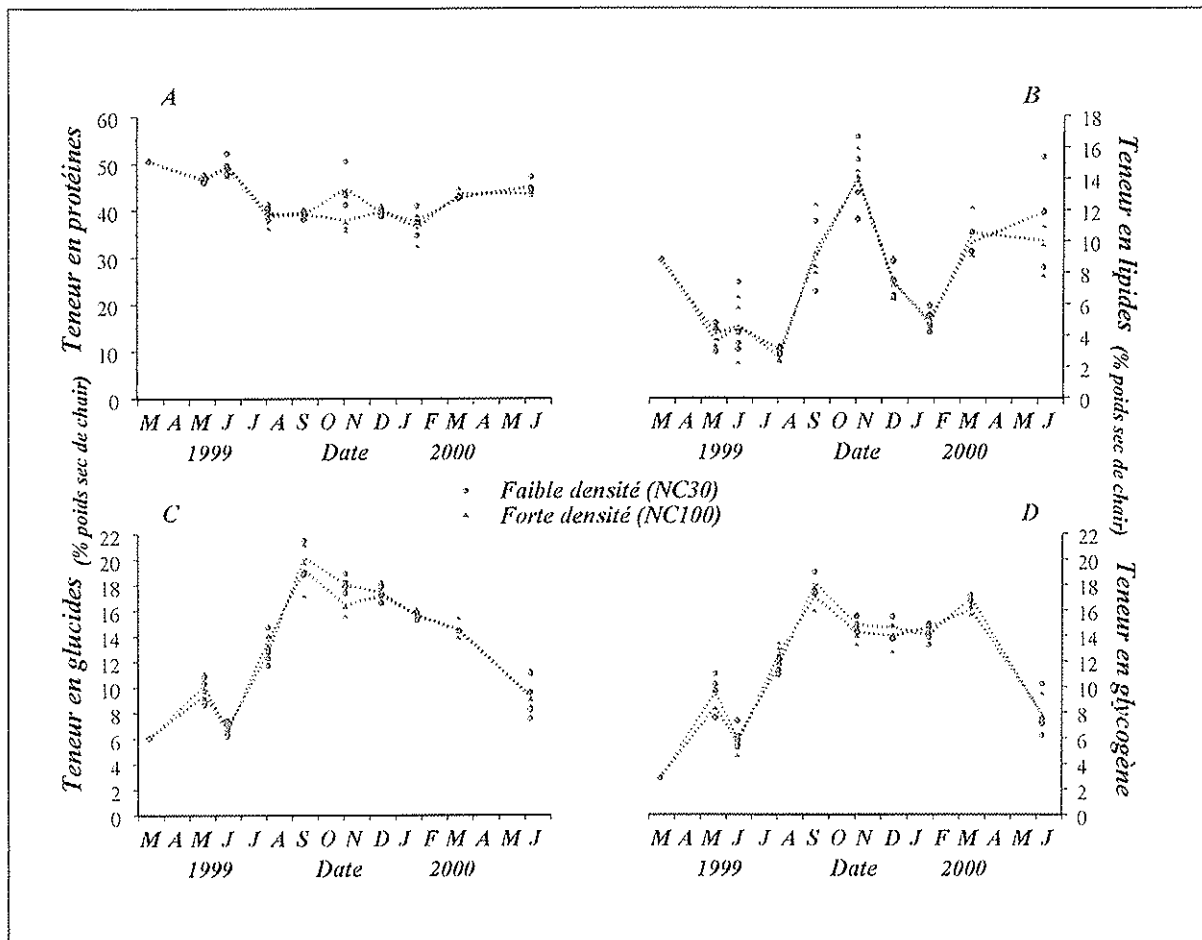 A
B
Teneur en protéines
60
50
40
30
20
10
0
M A M J J A S O N D J F M A M J
1999 Date 2000
18
16
14
12
10
8
6
4
2
0
Teneur en lipides
M A M J J A S O N D J F M A M J
1999 Date 2000
(% poids sec de chair)
(% poids sec de chair)
Faible densité (NC30)
Forte densité (NC100)
C
D
Teneur en glucides
22
20
18
16
14
12
10
8
6
4
2
0
M A M J J A S O N D J F M A M J
1999 Date 2000
22
20
18
16
14
12
10
8
6
4
2
0
Teneur en glycogène
M A M J J A S O N D J F M A M J
1999 Date 2000